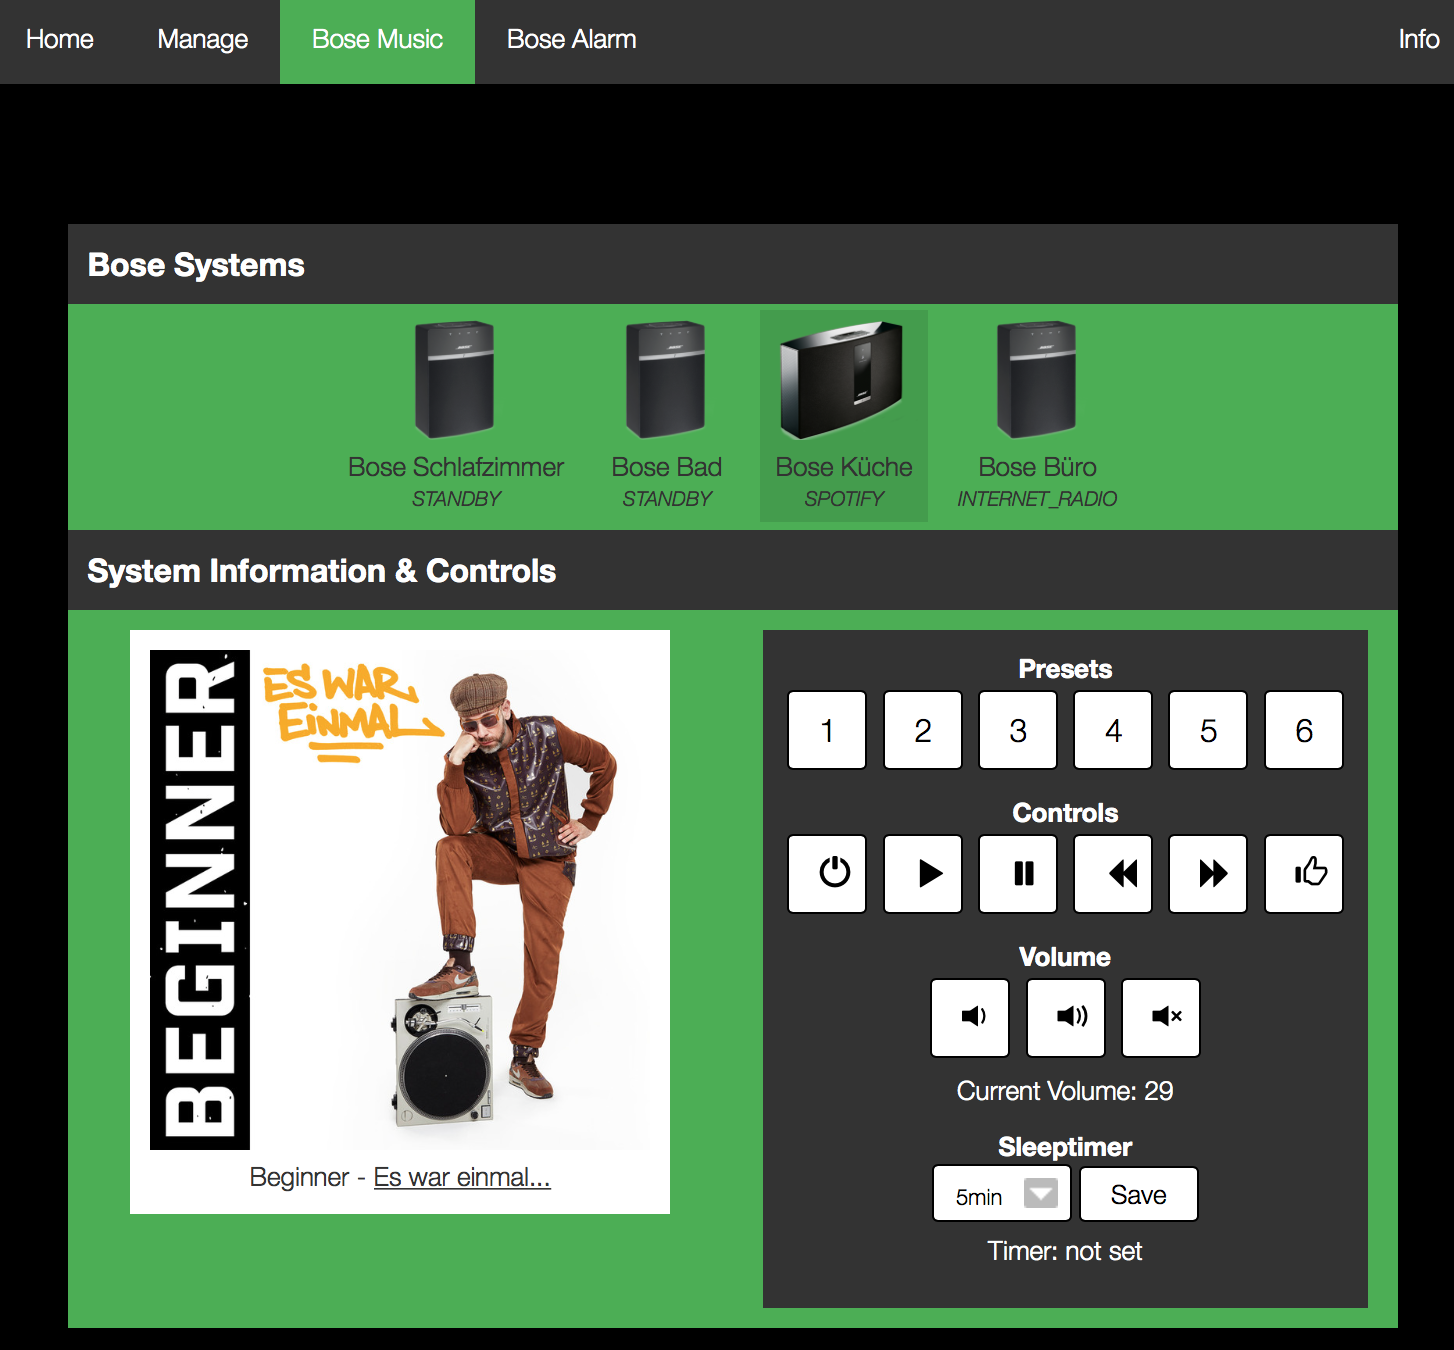 Home Manage Bose Music Bose Alarm Info
Bose Systems
Bose Schlafzimmer
STANDBY
Bose Bad
STANDBY
Bose Küche
SPOTIFY
Bose Büro
INTERNET_RADIO
System Information & Controls
BEGINNER
ES WAR
EINMAL
Beginner - Es war einmal...
Presets
1 2 3 4 5 6
Controls
Volume
Current Volume: 29
Sleeptimer
5min Save
Timer: not set